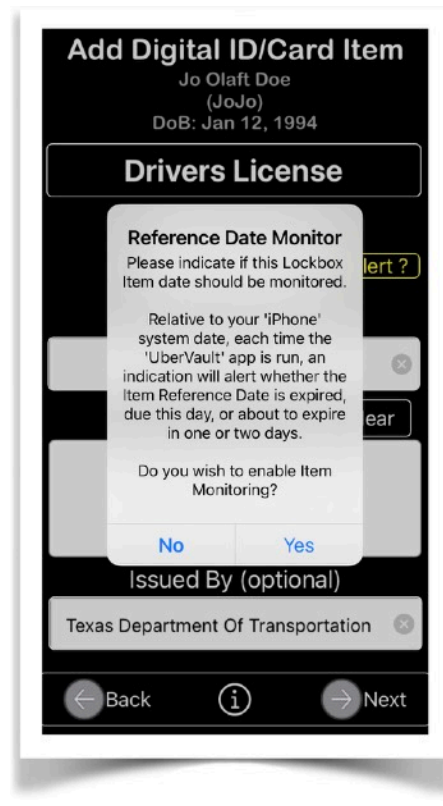 Add Digital ID/Card Item
Jo Olaft Doe
(JoJo)
DoB: Jan 12, 1994
Drivers License
Reference Date Monitor
Please indicate if this Lockbox
Item date should be monitored.
lert ?
Relative to your 'iPhone'
system date, each time the
'UberVault' app is run, an
indication will alert whether the
Item Reference Date is expired,
due this day, or about to expire
in one or two days.
ear
Do you wish to enable Item
Monitoring?
No Yes
Issued By (optional)
Texas Department Of Transportation
Back Next